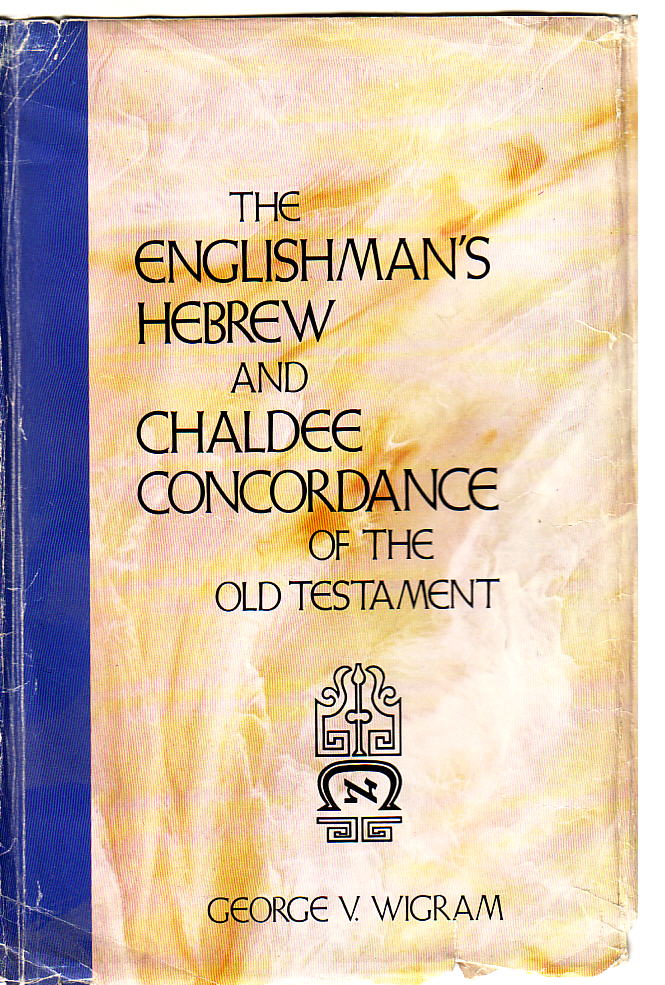 THE
ENGLISHMAN'S
HEBREW
AND
CHALDEE
CONCORDANCE
OF THE
OLD TESTAMENT
א
GEORGE V. WIGRAM